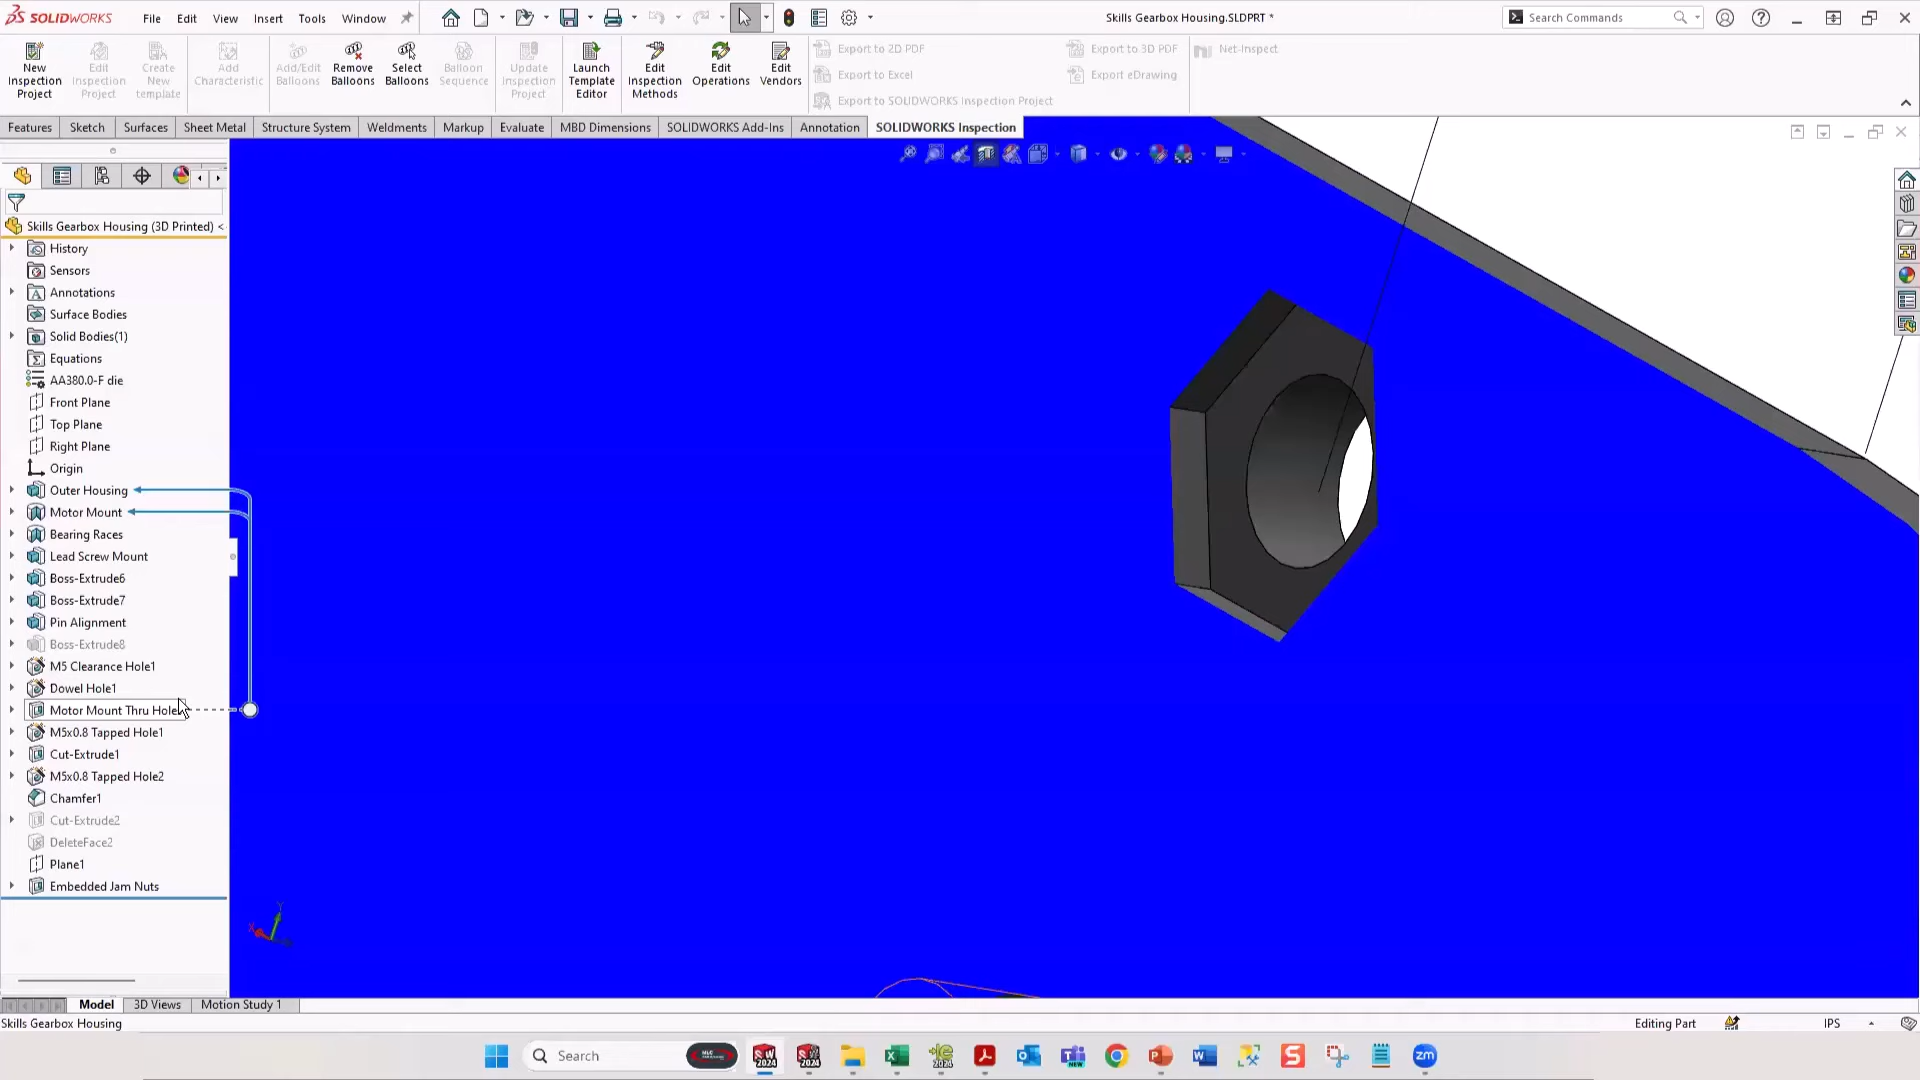 SOLIDWORKS
File Edit View Insert Tools Window
Skills Gearbox Housing.SLDPRT *
Search Commands
New Inspection Project
Edit Inspection Project
Create New template
Add Characteristic
Add/Edit Balloons
Remove Balloons
Select Balloons
Balloon Sequence
Update Inspection Project
Launch Template Editor
Edit Inspection Methods
Edit Operations
Edit Vendors
Export to 2D PDF
Export to Excel
Export to SOLIDWORKS Inspection Project
Export to 3D PDF
Export eDrawing
Net-Inspect
Features Sketch Surfaces Sheet Metal Structure System Weldments Markup Evaluate MBD Dimensions SOLIDWORKS Add-Ins Annotation SOLIDWORKS Inspection
Skills Gearbox Housing (3D Printed) <
History
Sensors
Annotations
Surface Bodies
Solid Bodies(1)
Equations
AA380.0-F die
Front Plane
Top Plane
Right Plane
Origin
Outer Housing
Motor Mount
Bearing Races
Lead Screw Mount
Boss-Extrude6
Boss-Extrude7
Pin Alignment
Boss-Extrude8
M5 Clearance Hole1
Dowel Hole1
Motor Mount Thru Hole
M5x0.8 Tapped Hole1
Cut-Extrude1
M5x0.8 Tapped Hole2
Chamfer1
Cut-Extrude2
DeleteFace2
Plane1
Embedded Jam Nuts
Model 3D Views Motion Study 1
Skills Gearbox Housing
Editing Part
IPS
Search